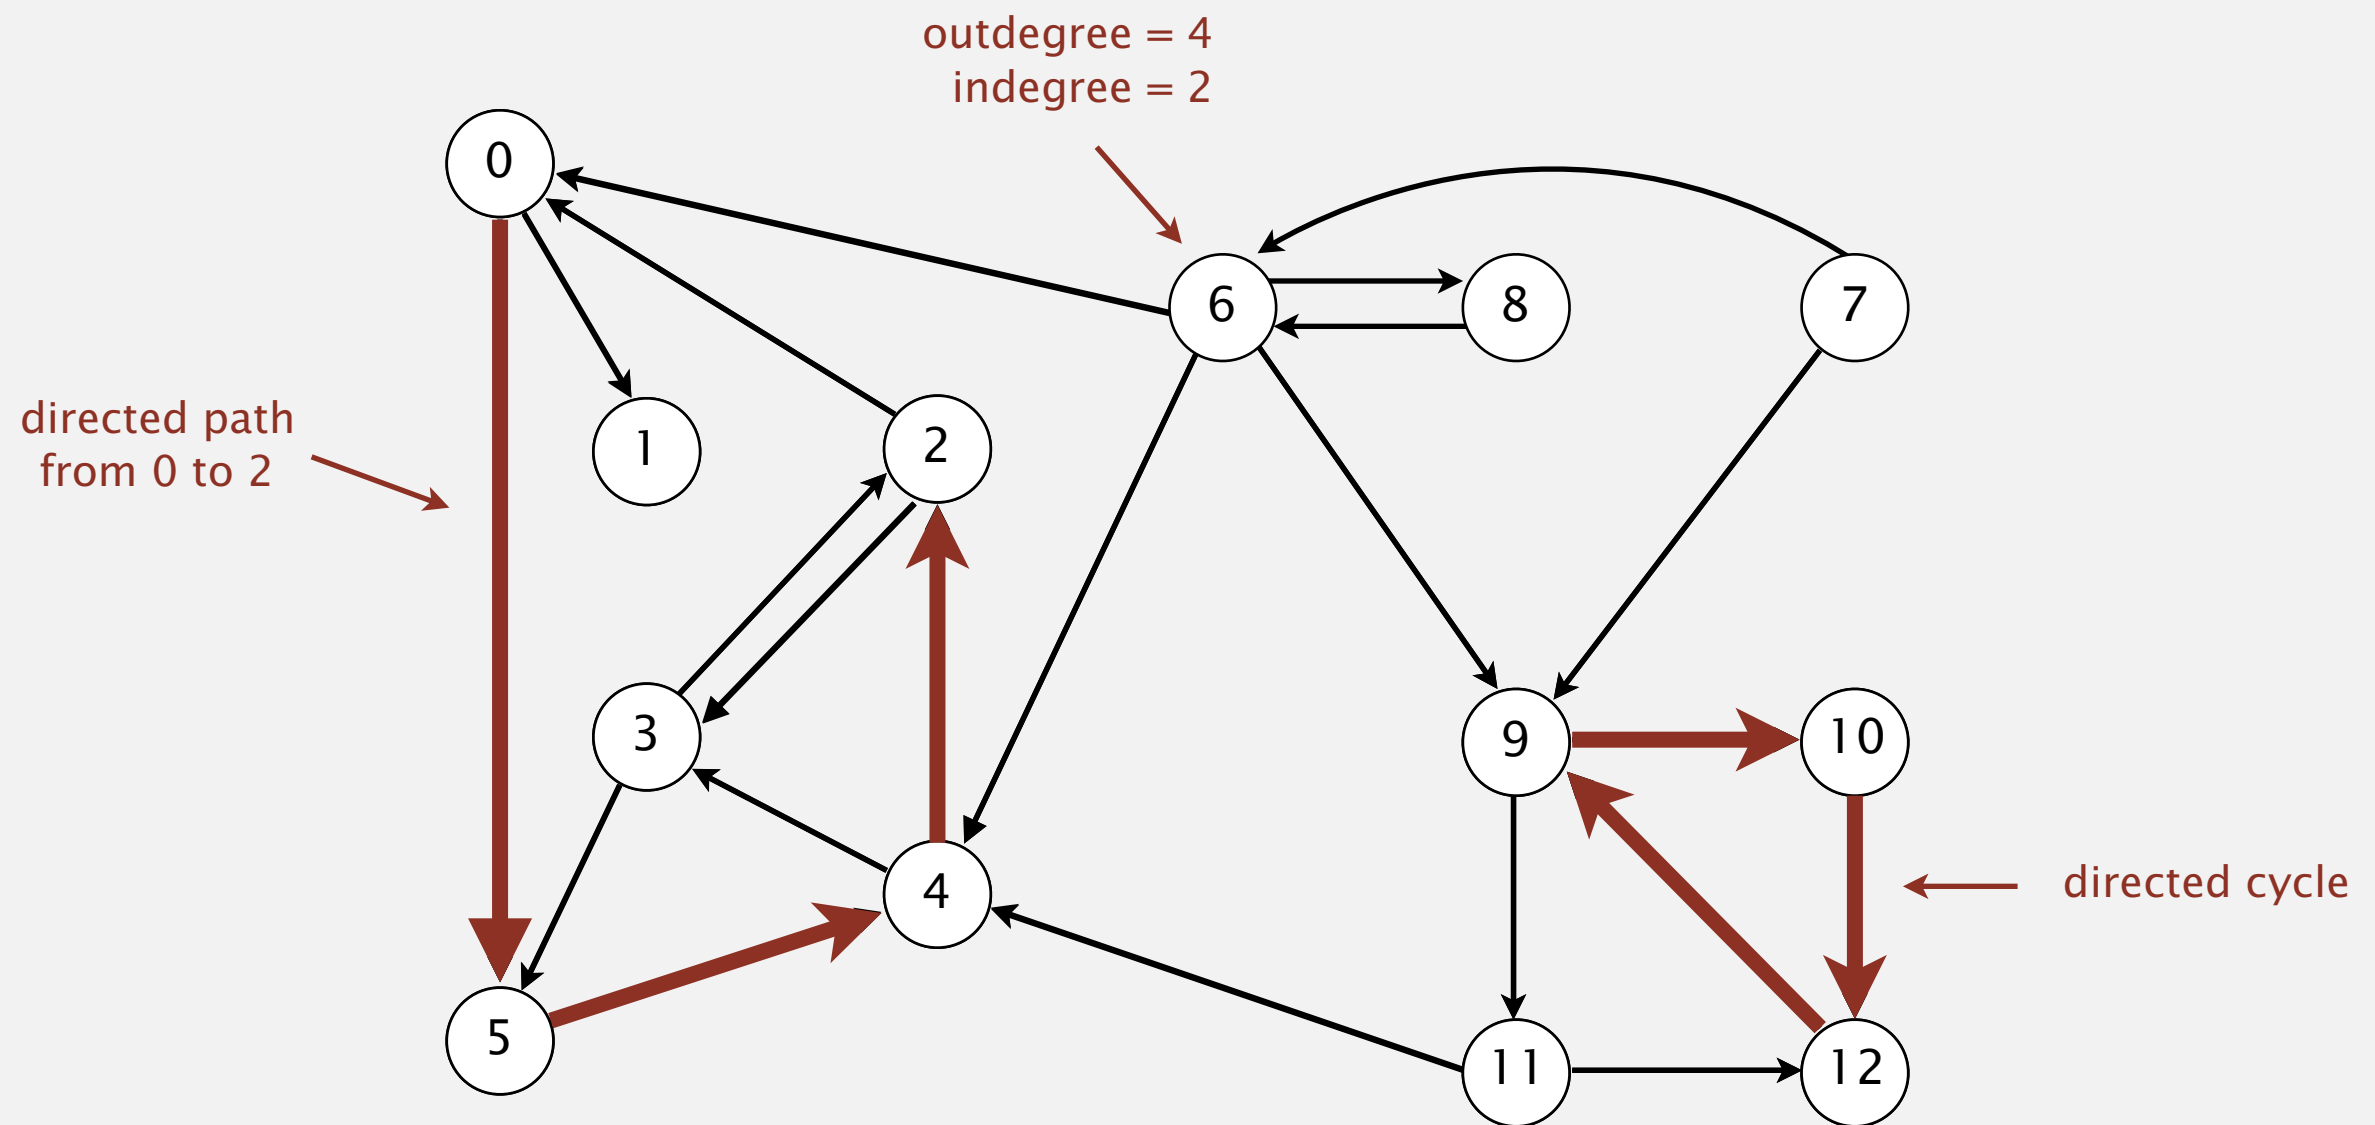 outdegree = 4
indegree = 2
0
6
8
7
directed path
from 0 to 2
1
2
3
9
10
4
directed cycle
5
11
12